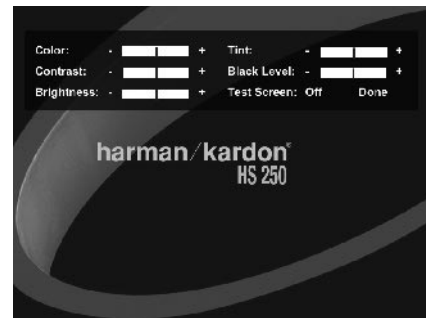 Color: - + Tint: - +
Contrast: - + Black Level: - +
Brightness: - + Test Screen: Off Done
harman/kardon®
HS 250